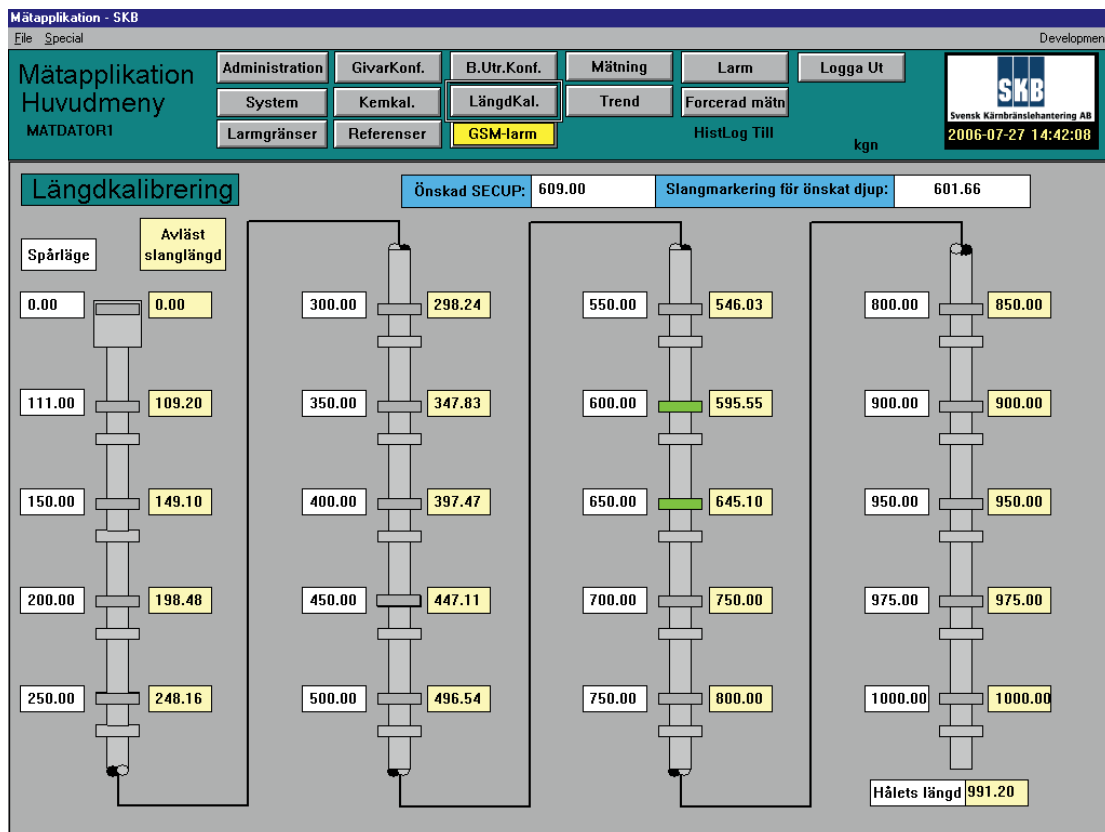 Mätapplikation - SKB
File Special Developmen
Mätapplikation
Huvudmeny
MATDATOR1
Administration GivarKonf. B.Utr.Konf. Mätning Larm Logga Ut
System Kemkal. LängdKal. Trend Forcerad mätn
Larmgränser Referenser GSM-larm HistLog Till kgn
SKB
Svensk Kärnbränslehantering AB
2006-07-27 14:42:08
Längdkalibrering
Önskad SECUP: 609.00 Slangmarkering för önskat djup: 601.66
Spårläge
Avläst
slanglängd
0.00 0.00
111.00 109.20
150.00 149.10
200.00 198.48
250.00 248.16
300.00 298.24
350.00 347.83
400.00 397.47
450.00 447.11
500.00 496.54
550.00 546.03
600.00 595.55
650.00 645.10
700.00 750.00
750.00 800.00
800.00 850.00
900.00 900.00
950.00 950.00
975.00 975.00
1000.00 1000.00
Hålets längd 991.20